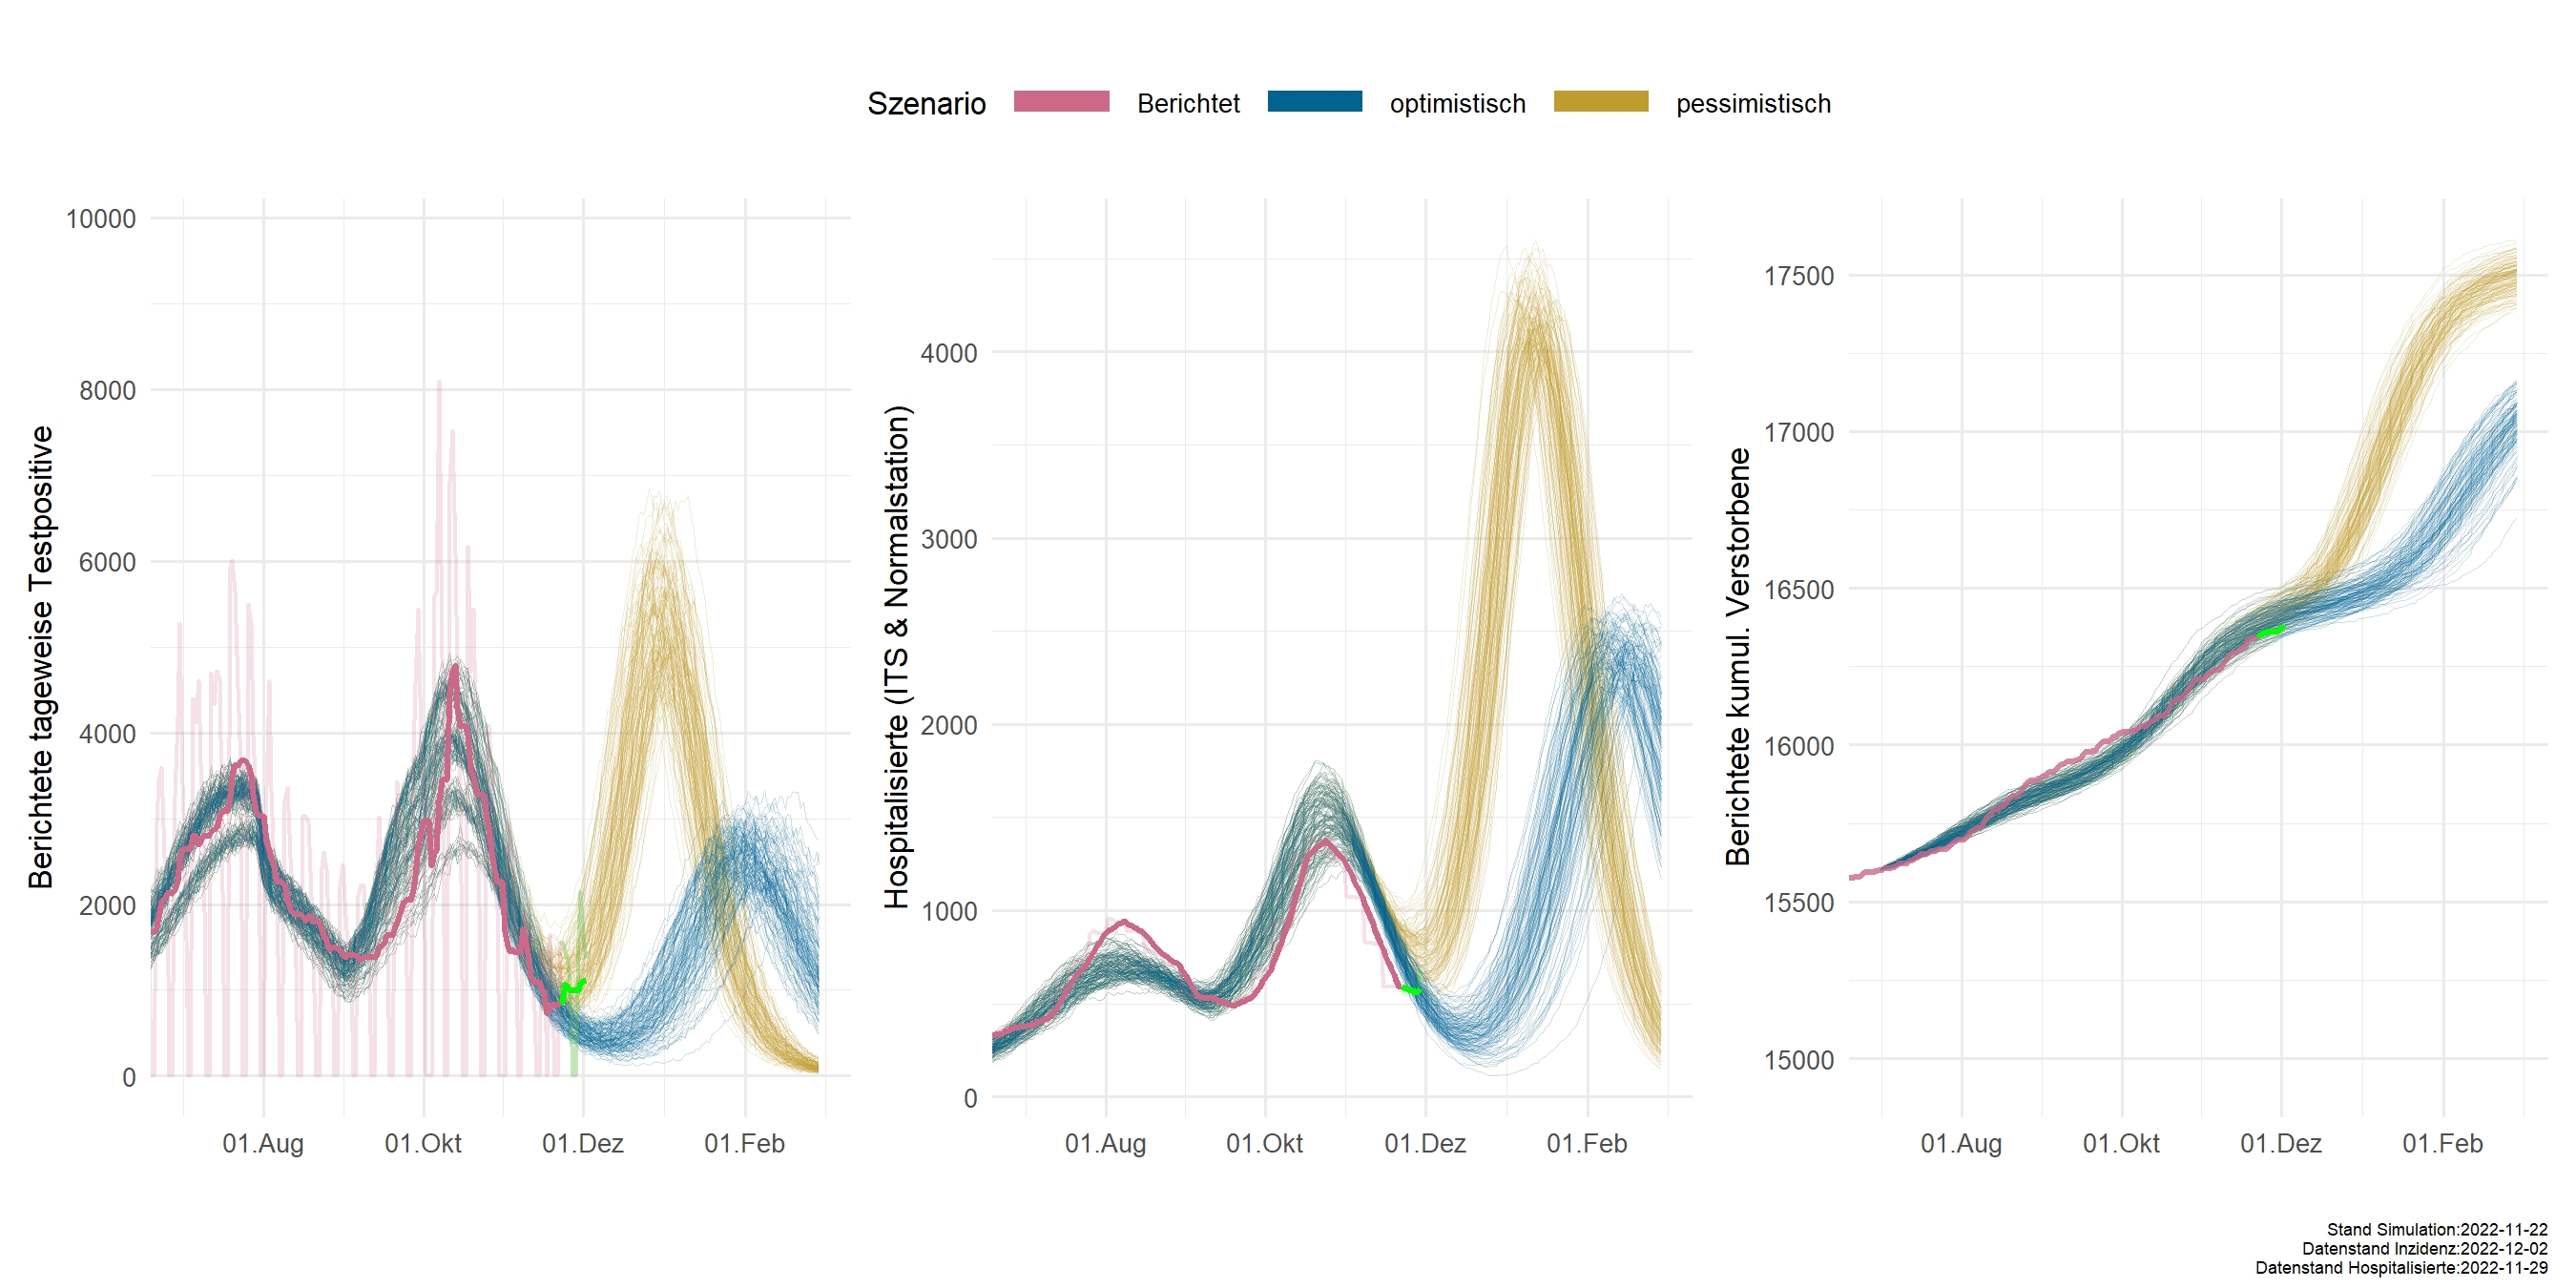 Szenario Berichtet optimistisch pessimistisch
Berichtete tageweise Testpositive
10000
8000
6000
4000
2000
0
01.Aug 01.Okt 01.Dez 01.Feb
Hospitalisierte (ITS & Normalstation)
4000
3000
2000
1000
0
01.Aug 01.Okt 01.Dez 01.Feb
Berichtete kumul. Verstorbene
17500
17000
16500
16000
15500
15000
01.Aug 01.Okt 01.Dez 01.Feb
Stand Simulation:2022-11-22
Datenstand Inzidenz:2022-12-02
Datenstand Hospitalisierte:2022-11-29